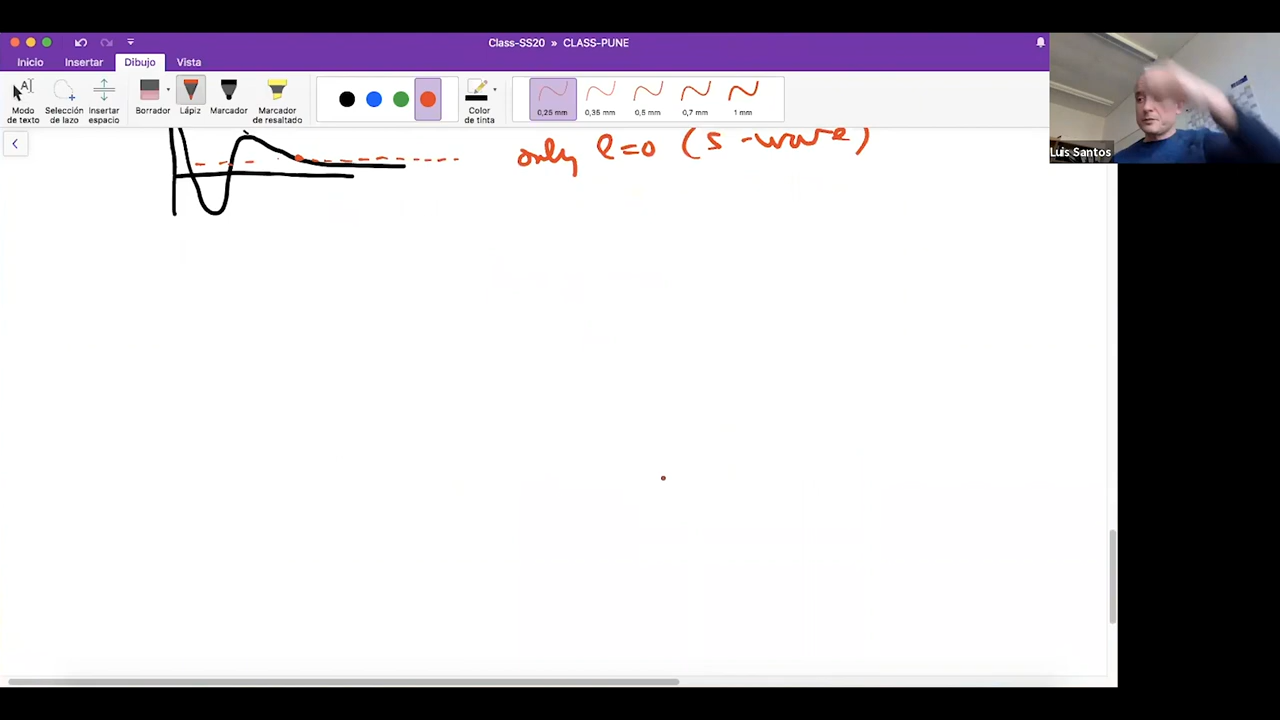 Class-SS20 » CLASS-PUNE
Inicio Insertar Dibujo Vista
Modo de texto
Selección de lazo
Insertar espacio
Borrador
Lápiz
Marcador
Marcador de resaltado
Color de tinta
0,25 mm 0,35 mm 0,5 mm 0,7 mm 1 mm
Luis Santos
only l=0 (s-wave)